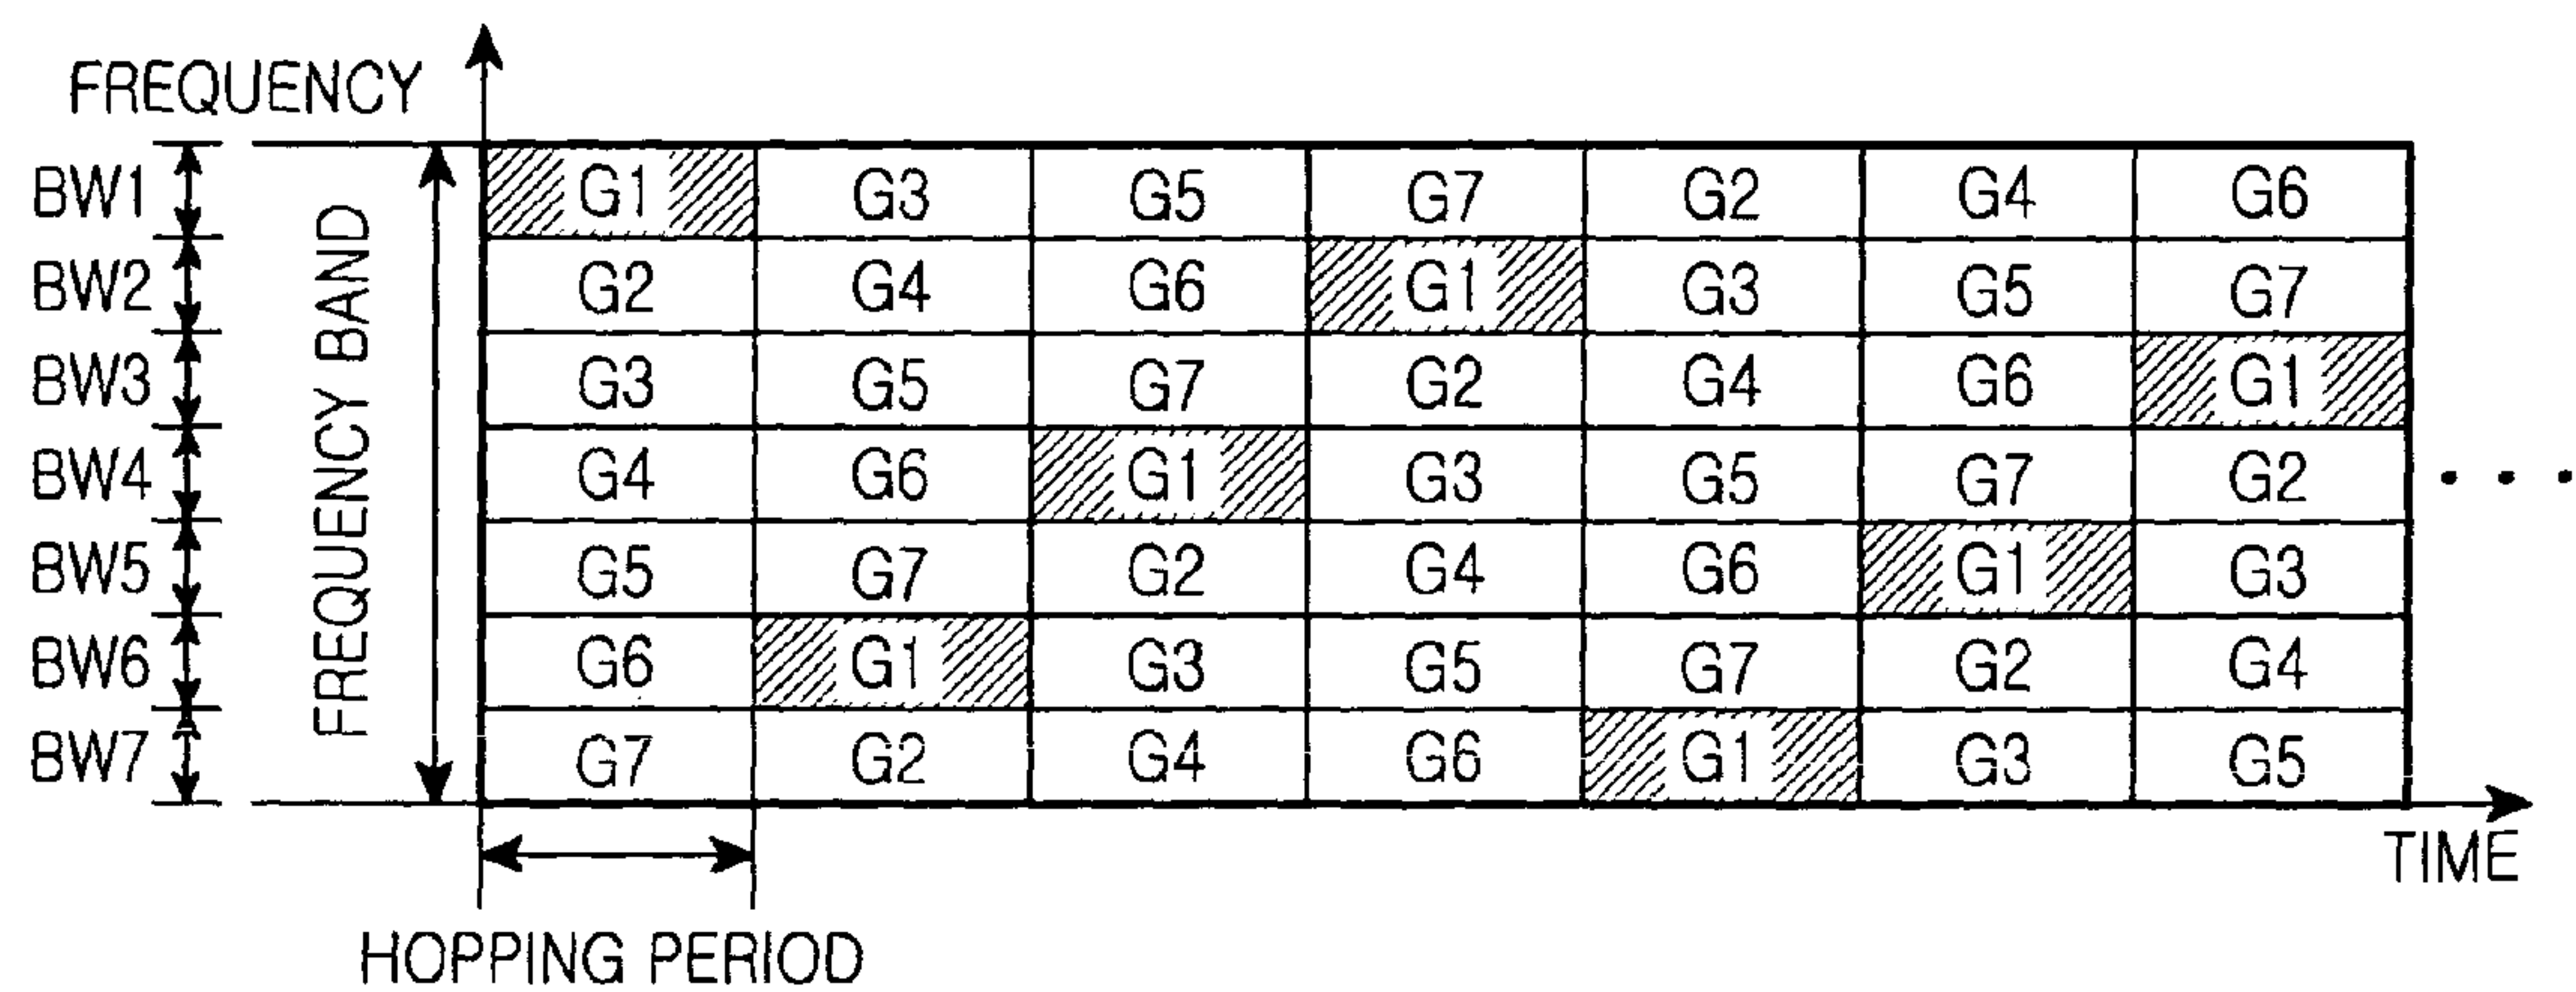 FREQUENCY
BW1 G1 G3 G5 G7 G2 G4 G6
BW2 G2 G4 G6 G1 G3 G5 G7
BW3 G3 G5 G7 G2 G4 G6 G1
BW4 G4 G6 G1 G3 G5 G7 G2 . . .
BW5 G5 G7 G2 G4 G6 G1 G3
BW6 G6 G1 G3 G5 G7 G2 G4
BW7 G7 G2 G4 G6 G1 G3 G5
FREQUENCY BAND
TIME
HOPPING PERIOD